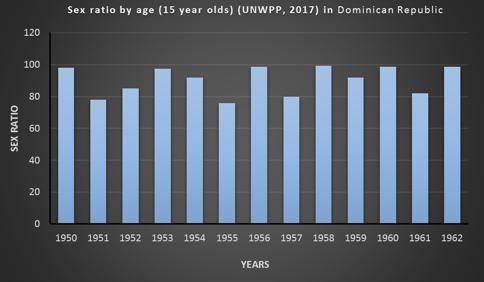 Sex ratio by age (15 year olds) (UNWPP, 2017) in Dominican Republic
120
100
80
60
40
20
0
SEX RATIO
1950 1951 1952 1953 1954 1955 1956 1957 1958 1959 1960 1961 1962
YEARS